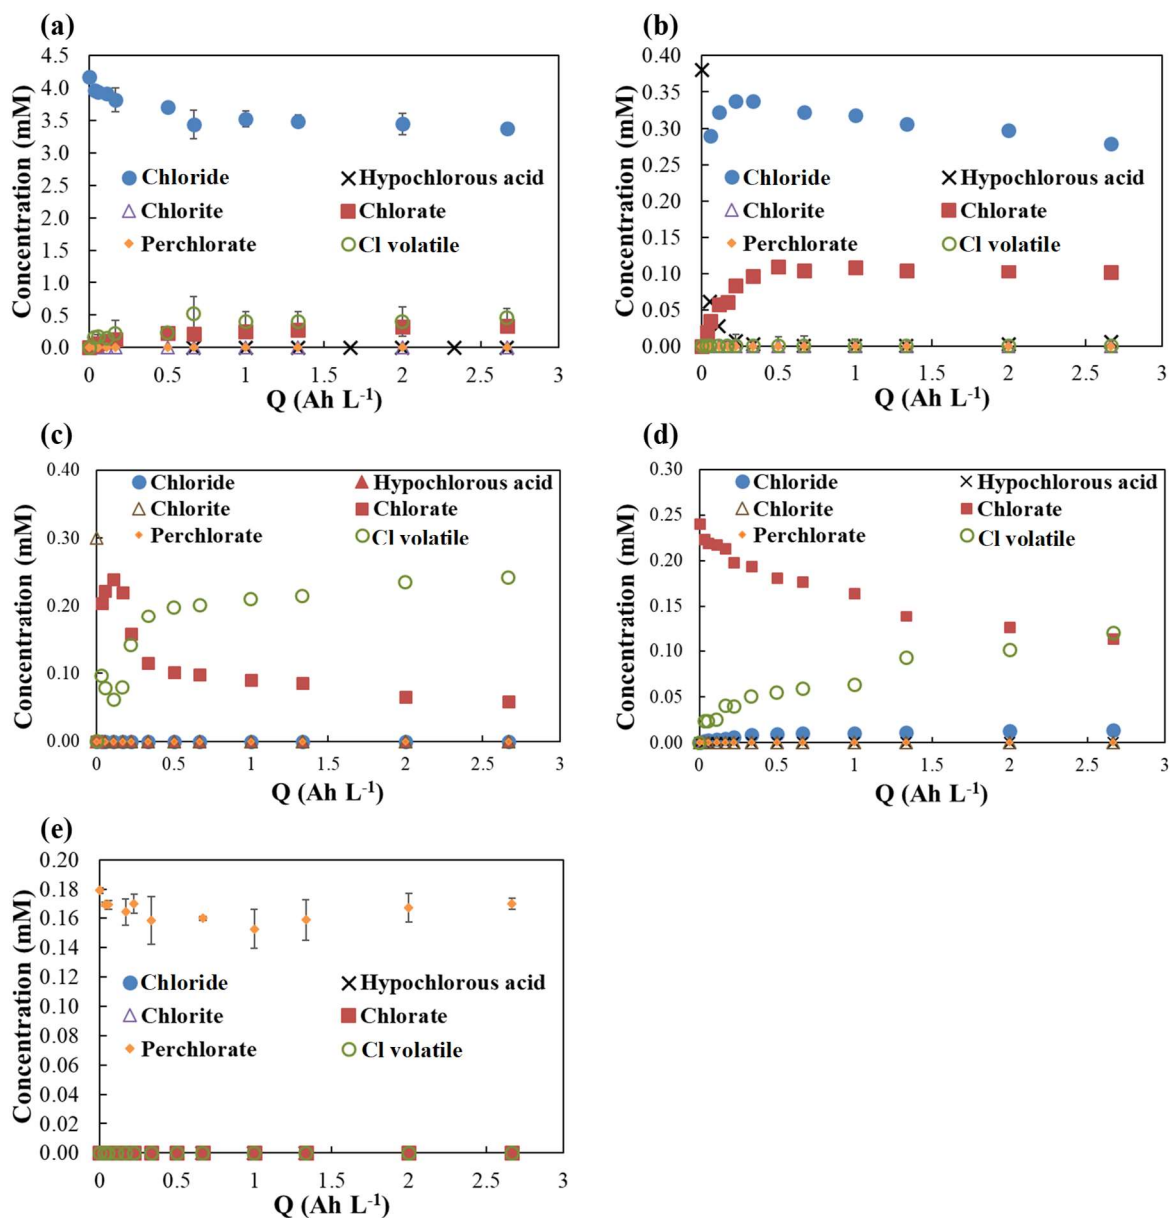 (a)
Concentration (mM)
4.5
4.0
3.5
3.0
2.5
2.0
1.5
1.0
0.5
0.0
Chloride Hypochlorous acid
Chlorite Chlorate
Perchlorate Cl volatile
0 0.5 1 1.5 2 2.5 3
Q (Ah L-1)
(b)
Concentration (mM)
0.40
0.35
0.30
0.25
0.20
0.15
0.10
0.05
0.00
Chloride Hypochlorous acid
Chlorite Chlorate
Perchlorate Cl volatile
0 0.5 1 1.5 2 2.5 3
Q (Ah L-1)
(c)
Concentration (mM)
0.40
0.30
0.20
0.10
0.00
Chloride Hypochlorous acid
Chlorite Chlorate
Perchlorate Cl volatile
0 0.5 1 1.5 2 2.5 3
Q (Ah L-1)
(d)
Concentration (mM)
0.30
0.25
0.20
0.15
0.10
0.05
0.00
Chloride Hypochlorous acid
Chlorite Chlorate
Perchlorate Cl volatile
0 0.5 1 1.5 2 2.5 3
Q (Ah L-1)
(e)
Concentration (mM)
0.20
0.18
0.16
0.14
0.12
0.10
0.08
0.06
0.04
0.02
0.00
Chloride Hypochlorous acid
Chlorite Chlorate
Perchlorate Cl volatile
0 0.5 1 1.5 2 2.5 3
Q (Ah L-1)